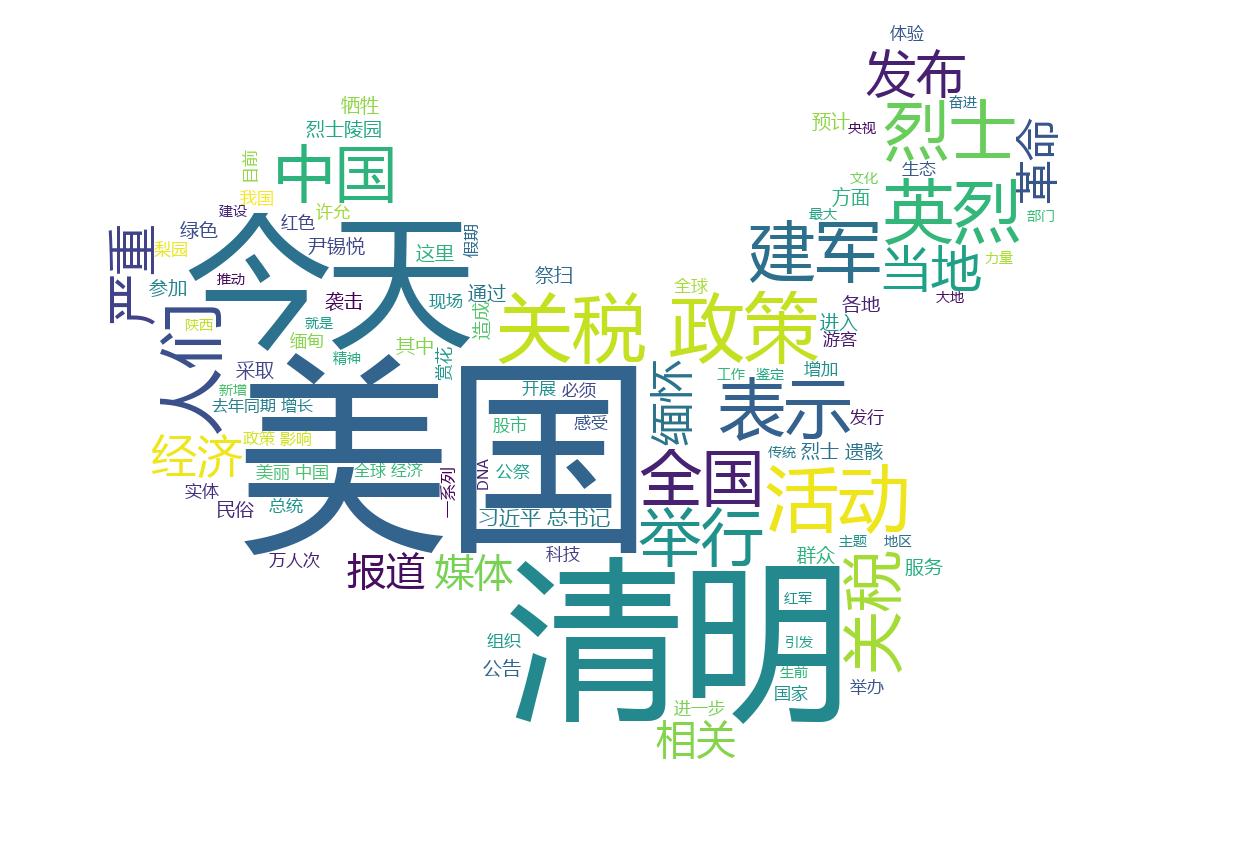 体验
发布
奋进
预计
央视
烈士
革命
牺牲
烈士陵园
中国
目前
我国
生态
文化
方面
英烈
部门
建设
绿色
红色
许允
最大
严重
梨园
尹锡悦
今天
这里
假期
建军
当地
力量
参加
推动
袭击
现场
通过
祭扫
全球
各地
大地
人们
陕西
就是
造成
关税 政策
进入
游客
缅甸
精神
其中
赏花
采取
美国
新增
去年同期 增长
开展
必须
缅怀
工作
鉴定
增加
表示
发行
股市
感受
经济
政策 影响
传统
烈士 遗骸
美丽 中国
全球 经济
公祭
DNA
一系列
全国
活动
实体
民俗
总统
习近平 总书记
举行
万人次
报道
媒体
科技
清明
群众
主题
地区
关税
服务
红军
组织
引发
公告
生前
国家
举办
进一步
相关